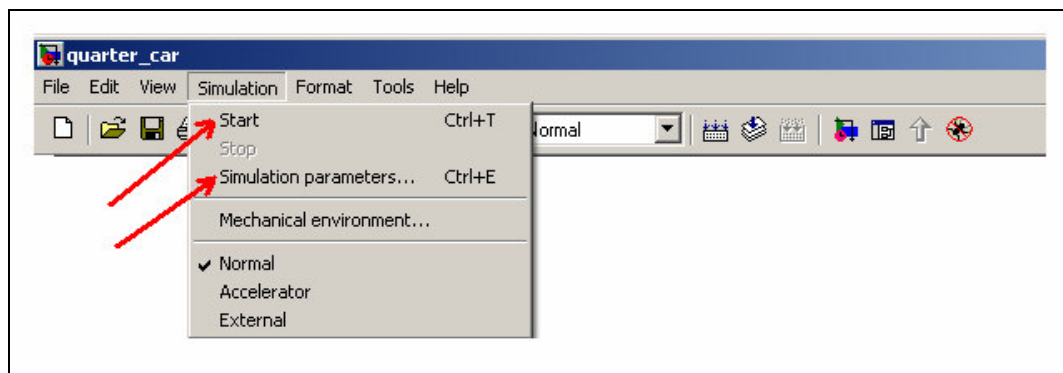 quarter_car
File Edit View Simulation Format Tools Help
Start Ctrl+T
Normal
Stop
Simulation parameters... Ctrl+E
Mechanical environment...
Normal
Accelerator
External